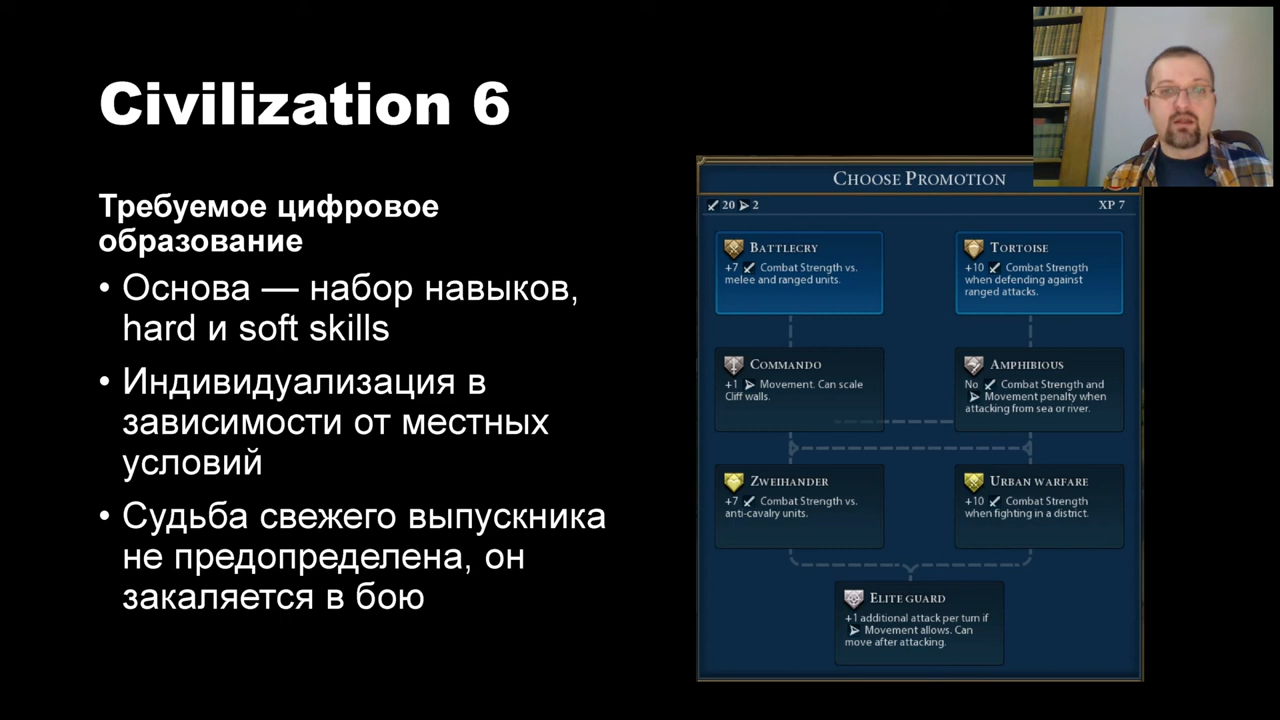 Civilization 6
Требуемое цифровое
образование
• Основа — набор навыков,
hard и soft skills
• Индивидуализация в
зависимости от местных
условий
• Судьба свежего выпускника
не предопределена, он
закаляется в бою
CHOOSE PROMOTION
20 2
XP 7
BATTLECRY
+7 Combat Strength vs.
melee and ranged units.
TORTOISE
+10 Combat Strength
when defending against
ranged attacks.
COMMANDO
+1 Movement. Can scale
Cliff walls.
AMPHIBIOUS
No Combat Strength and
Movement penalty when
attacking from sea or river.
ZWEIHANDER
+7 Combat Strength vs.
anti-cavalry units.
URBAN WARFARE
+10 Combat Strength
when fighting in a district.
ELITE GUARD
+1 additional attack per turn if
Movement allows. Can
move after attacking.